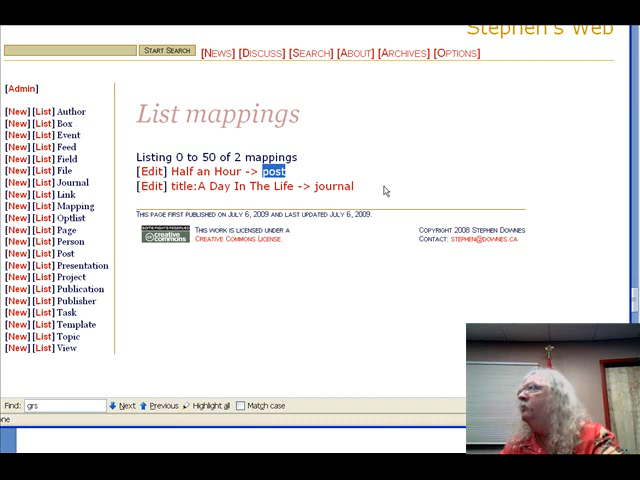 Stephen's Web
START SEARCH [NEWS] [DISCUSS] [SEARCH] [ABOUT] [ARCHIVES] [OPTIONS]
[Admin]
[New] [List] Author
[New] [List] Box
[New] [List] Event
[New] [List] Feed
[New] [List] Field
[New] [List] File
[New] [List] Journal
[New] [List] Link
[New] [List] Mapping
[New] [List] Optlist
[New] [List] Page
[New] [List] Person
[New] [List] Post
[New] [List] Presentation
[New] [List] Project
[New] [List] Publication
[New] [List] Publisher
[New] [List] Task
[New] [List] Template
[New] [List] Topic
[New] [List] View
List mappings
Listing 0 to 50 of 2 mappings
[Edit] Half an Hour -> post
[Edit] title:A Day In The Life -> journal
THIS PAGE FIRST PUBLISHED ON JULY 6, 2009 AND LAST UPDATED JULY 6, 2009.
SOME RIGHTS RESERVED
creative commons
THIS WORK IS LICENSED UNDER A
CREATIVE COMMONS LICENSE.
COPYRIGHT 2008 STEPHEN DOWNES
CONTACT: STEPHEN@DOWNES.CA
Find: grs Next Previous Highlight all Match case
one